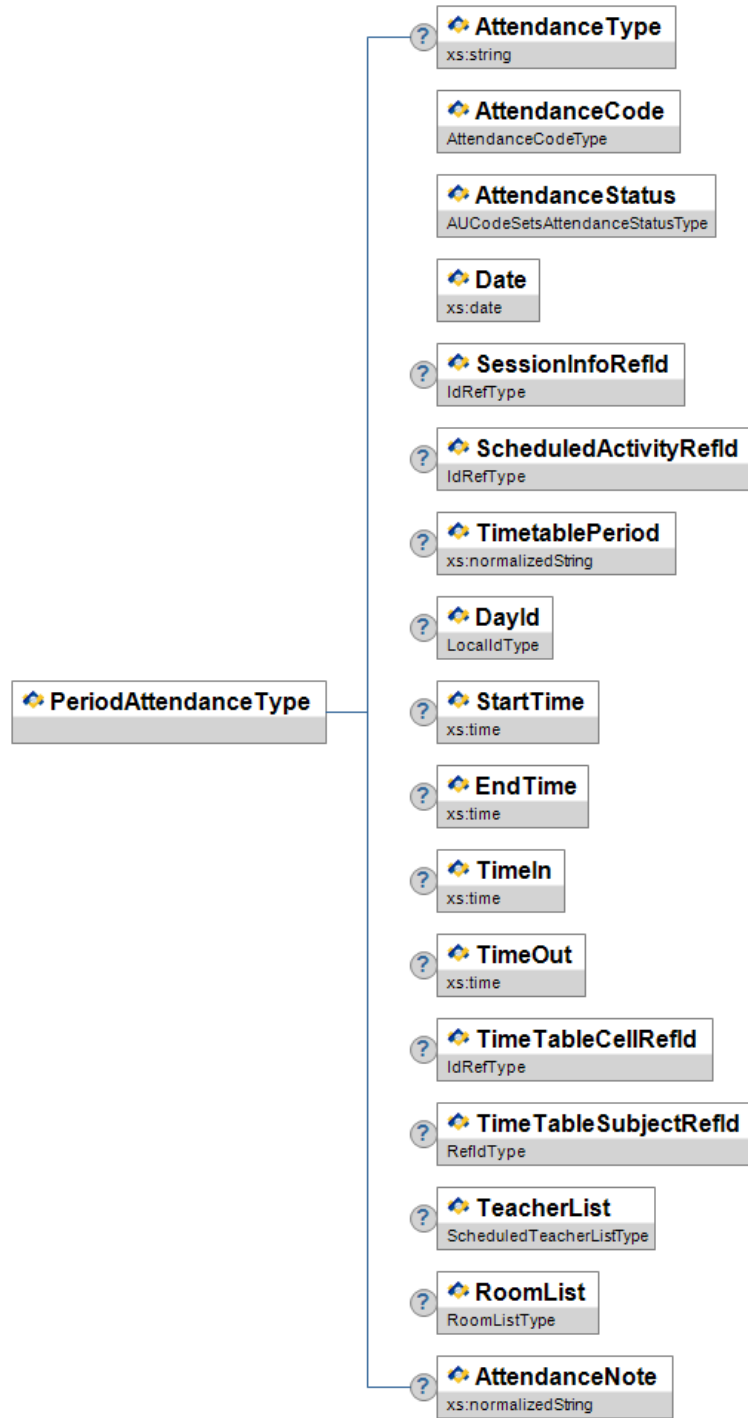 ? AttendanceType
xs:string
AttendanceCode
AttendanceCodeType
AttendanceStatus
AUCodeSetsAttendanceStatusType
Date
xs:date
? SessionInfoRefId
IdRefType
? ScheduledActivityRefId
IdRefType
? TimetablePeriod
xs:normalizedString
? DayId
LocalIdType
PeriodAttendanceType
? StartTime
xs:time
? EndTime
xs:time
? TimeIn
xs:time
? TimeOut
xs:time
? TimeTableCellRefId
IdRefType
? TimeTableSubjectRefId
RefIdType
? TeacherList
ScheduledTeacherListType
? RoomList
RoomListType
? AttendanceNote
xs:normalizedString